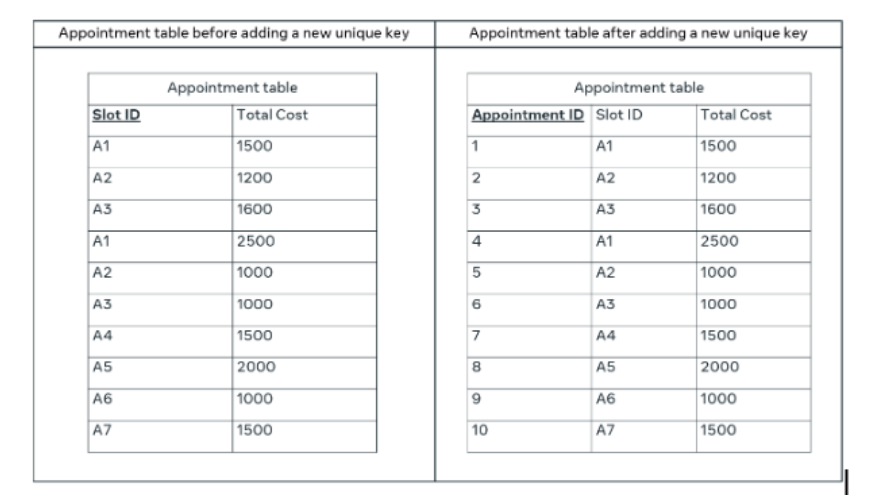 Appointment table before adding a new unique key
Appointment table
Slot ID Total Cost
A1 1500
A2 1200
A3 1600
A1 2500
A2 1000
A3 1000
A4 1500
A5 2000
A6 1000
A7 1500
Appointment table after adding a new unique key
Appointment table
Appointment ID Slot ID Total Cost
1 A1 1500
2 A2 1200
3 A3 1600
4 A1 2500
5 A2 1000
6 A3 1000
7 A4 1500
8 A5 2000
9 A6 1000
10 A7 1500